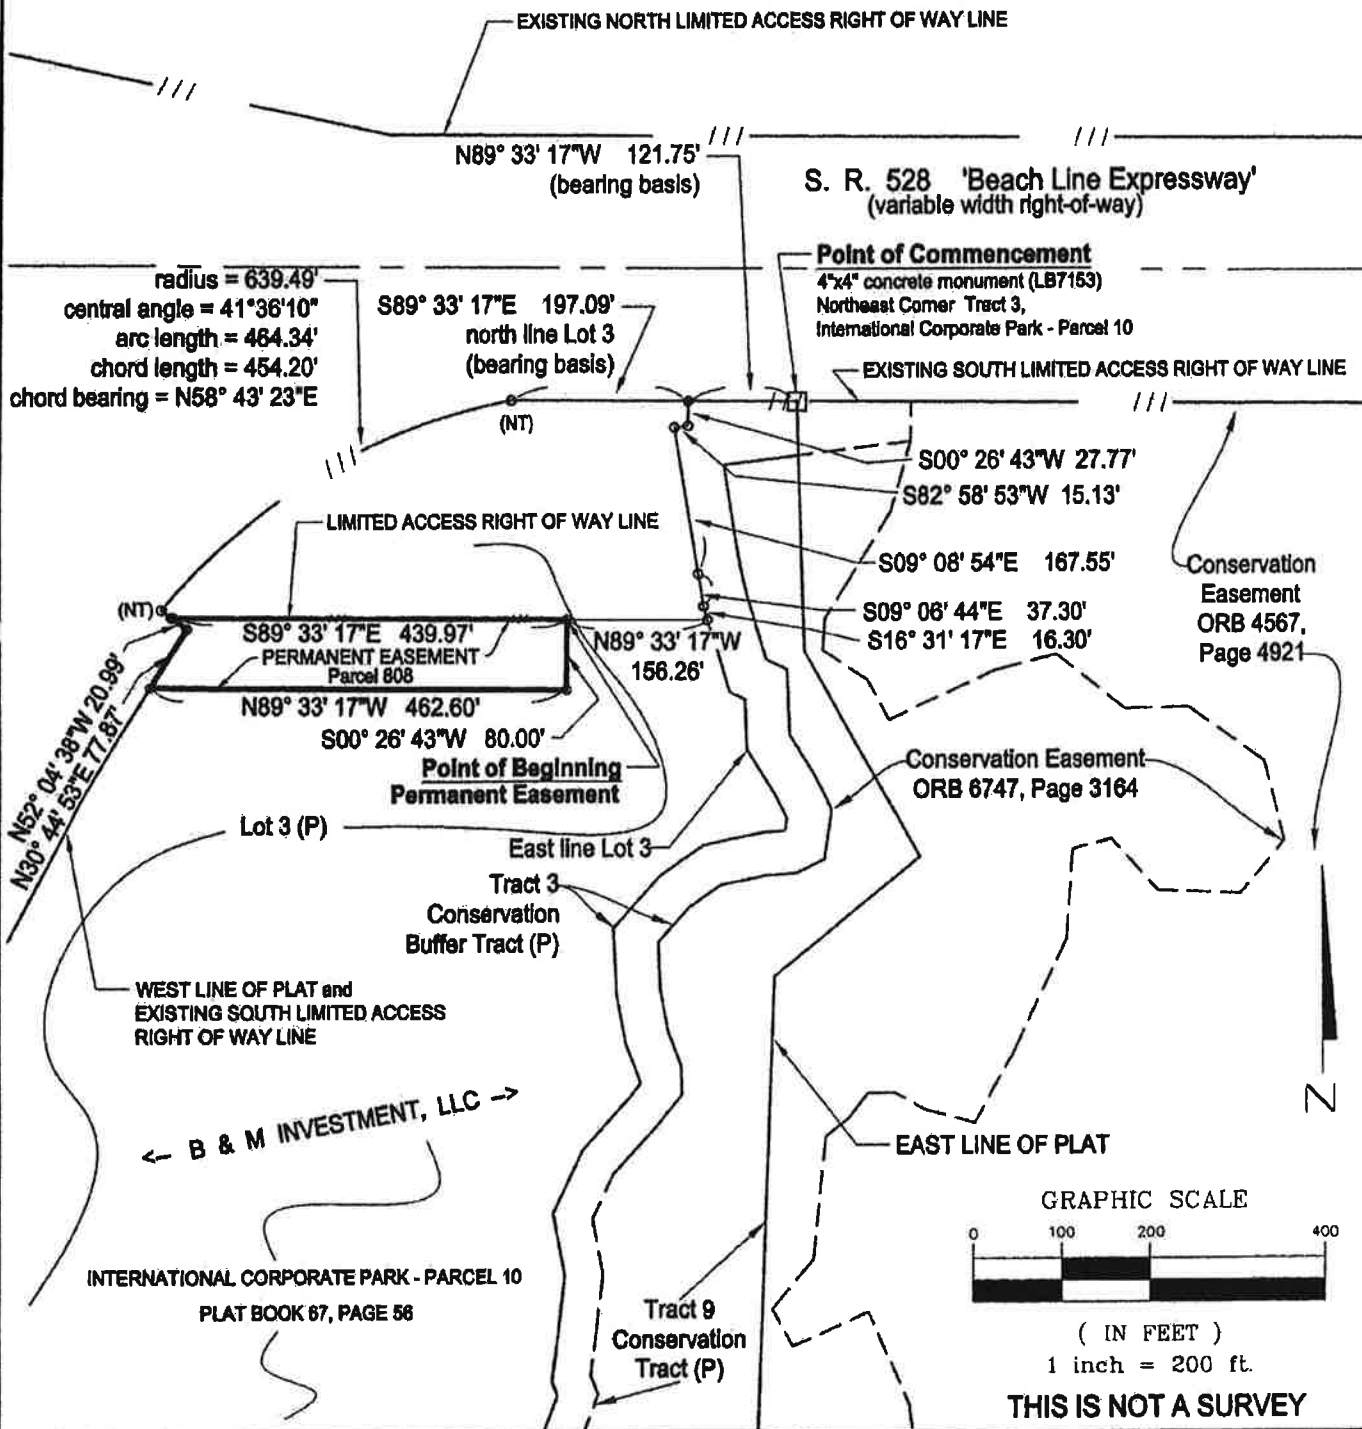 EXISTING NORTH LIMITED ACCESS RIGHT OF WAY LINE
N89° 33' 17"W 121.75'
(bearing basis)
S. R. 528 'Beach Line Expressway'
(variable width right-of-way)
Point of Commencement
4"x4" concrete monument (LB7153)
Northeast Corner Tract 3,
International Corporate Park - Parcel 10
radius = 639.49'
central angle = 41°36'10"
arc length = 464.34'
chord length = 454.20'
chord bearing = N58° 43' 23"E
S89° 33' 17"E 197.09'
north line Lot 3
(bearing basis)
EXISTING SOUTH LIMITED ACCESS RIGHT OF WAY LINE
(NT)
S00° 26' 43"W 27.77'
S82° 58' 53"W 15.13'
LIMITED ACCESS RIGHT OF WAY LINE
S09° 08' 54"E 167.55'
Conservation
Easement
ORB 4567,
Page 4921
(NT)
S09° 06' 44"E 37.30'
S16° 31' 17"E 16.30'
S89° 33' 17"E 439.97'
PERMANENT EASEMENT
Parcel 808
N89° 33' 17"W
156.26'
N89° 33' 17"W 462.60'
S00° 26' 43"W 80.00'
N52° 04' 38"W 20.99'
N30° 44' 53"E 77.87'
Point of Beginning
Permanent Easement
Conservation Easement
ORB 6747, Page 3164
Lot 3 (P)
East line Lot 3
Tract 3
Conservation
Buffer Tract (P)
WEST LINE OF PLAT and
EXISTING SOUTH LIMITED ACCESS
RIGHT OF WAY LINE
N
<-- B & M INVESTMENT, LLC -->
EAST LINE OF PLAT
GRAPHIC SCALE
0 100 200 400
INTERNATIONAL CORPORATE PARK - PARCEL 10
PLAT BOOK 67, PAGE 56
Tract 9
Conservation
Tract (P)
( IN FEET )
1 inch = 200 ft.
THIS IS NOT A SURVEY